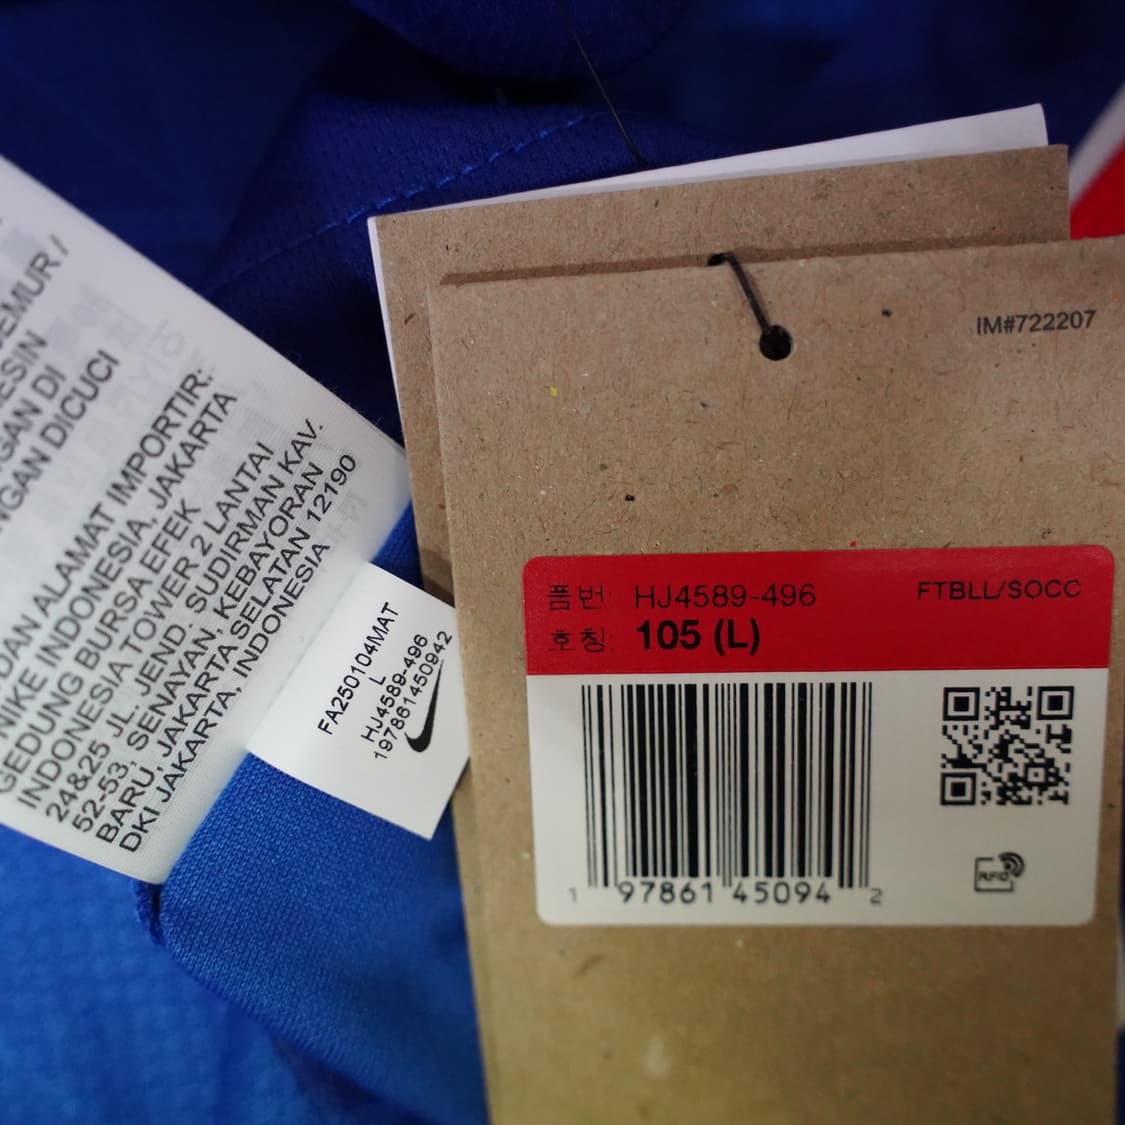 DEMUR /
DICUCI
DAN ALAMAT IMPORTIR:
NIKE INDONESIA, JAKARTA
GEDUNG BURSA EFEK
INDONESIA TOWER 2 LANTAI
24&25 JL. JEND. SUDIRMAN KAV.
52-53, SENAYAN, KEBAYORAN
BARU, JAKARTA SELATAN 12190
DKI JAKARTA, INDONESIA
FA250104MAT
L
HJ4589-496
197861450942
IM#722207
품번: HJ4589-496
FTBLL/SOCC
호칭: 105 (L)
1 97861 45094 2
RFID